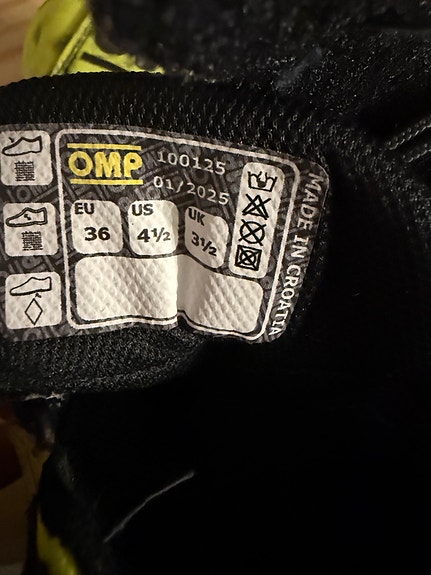 OMP
100125
01/2025
EU
36
US
4½
UK
3½
MADE IN CROATIA